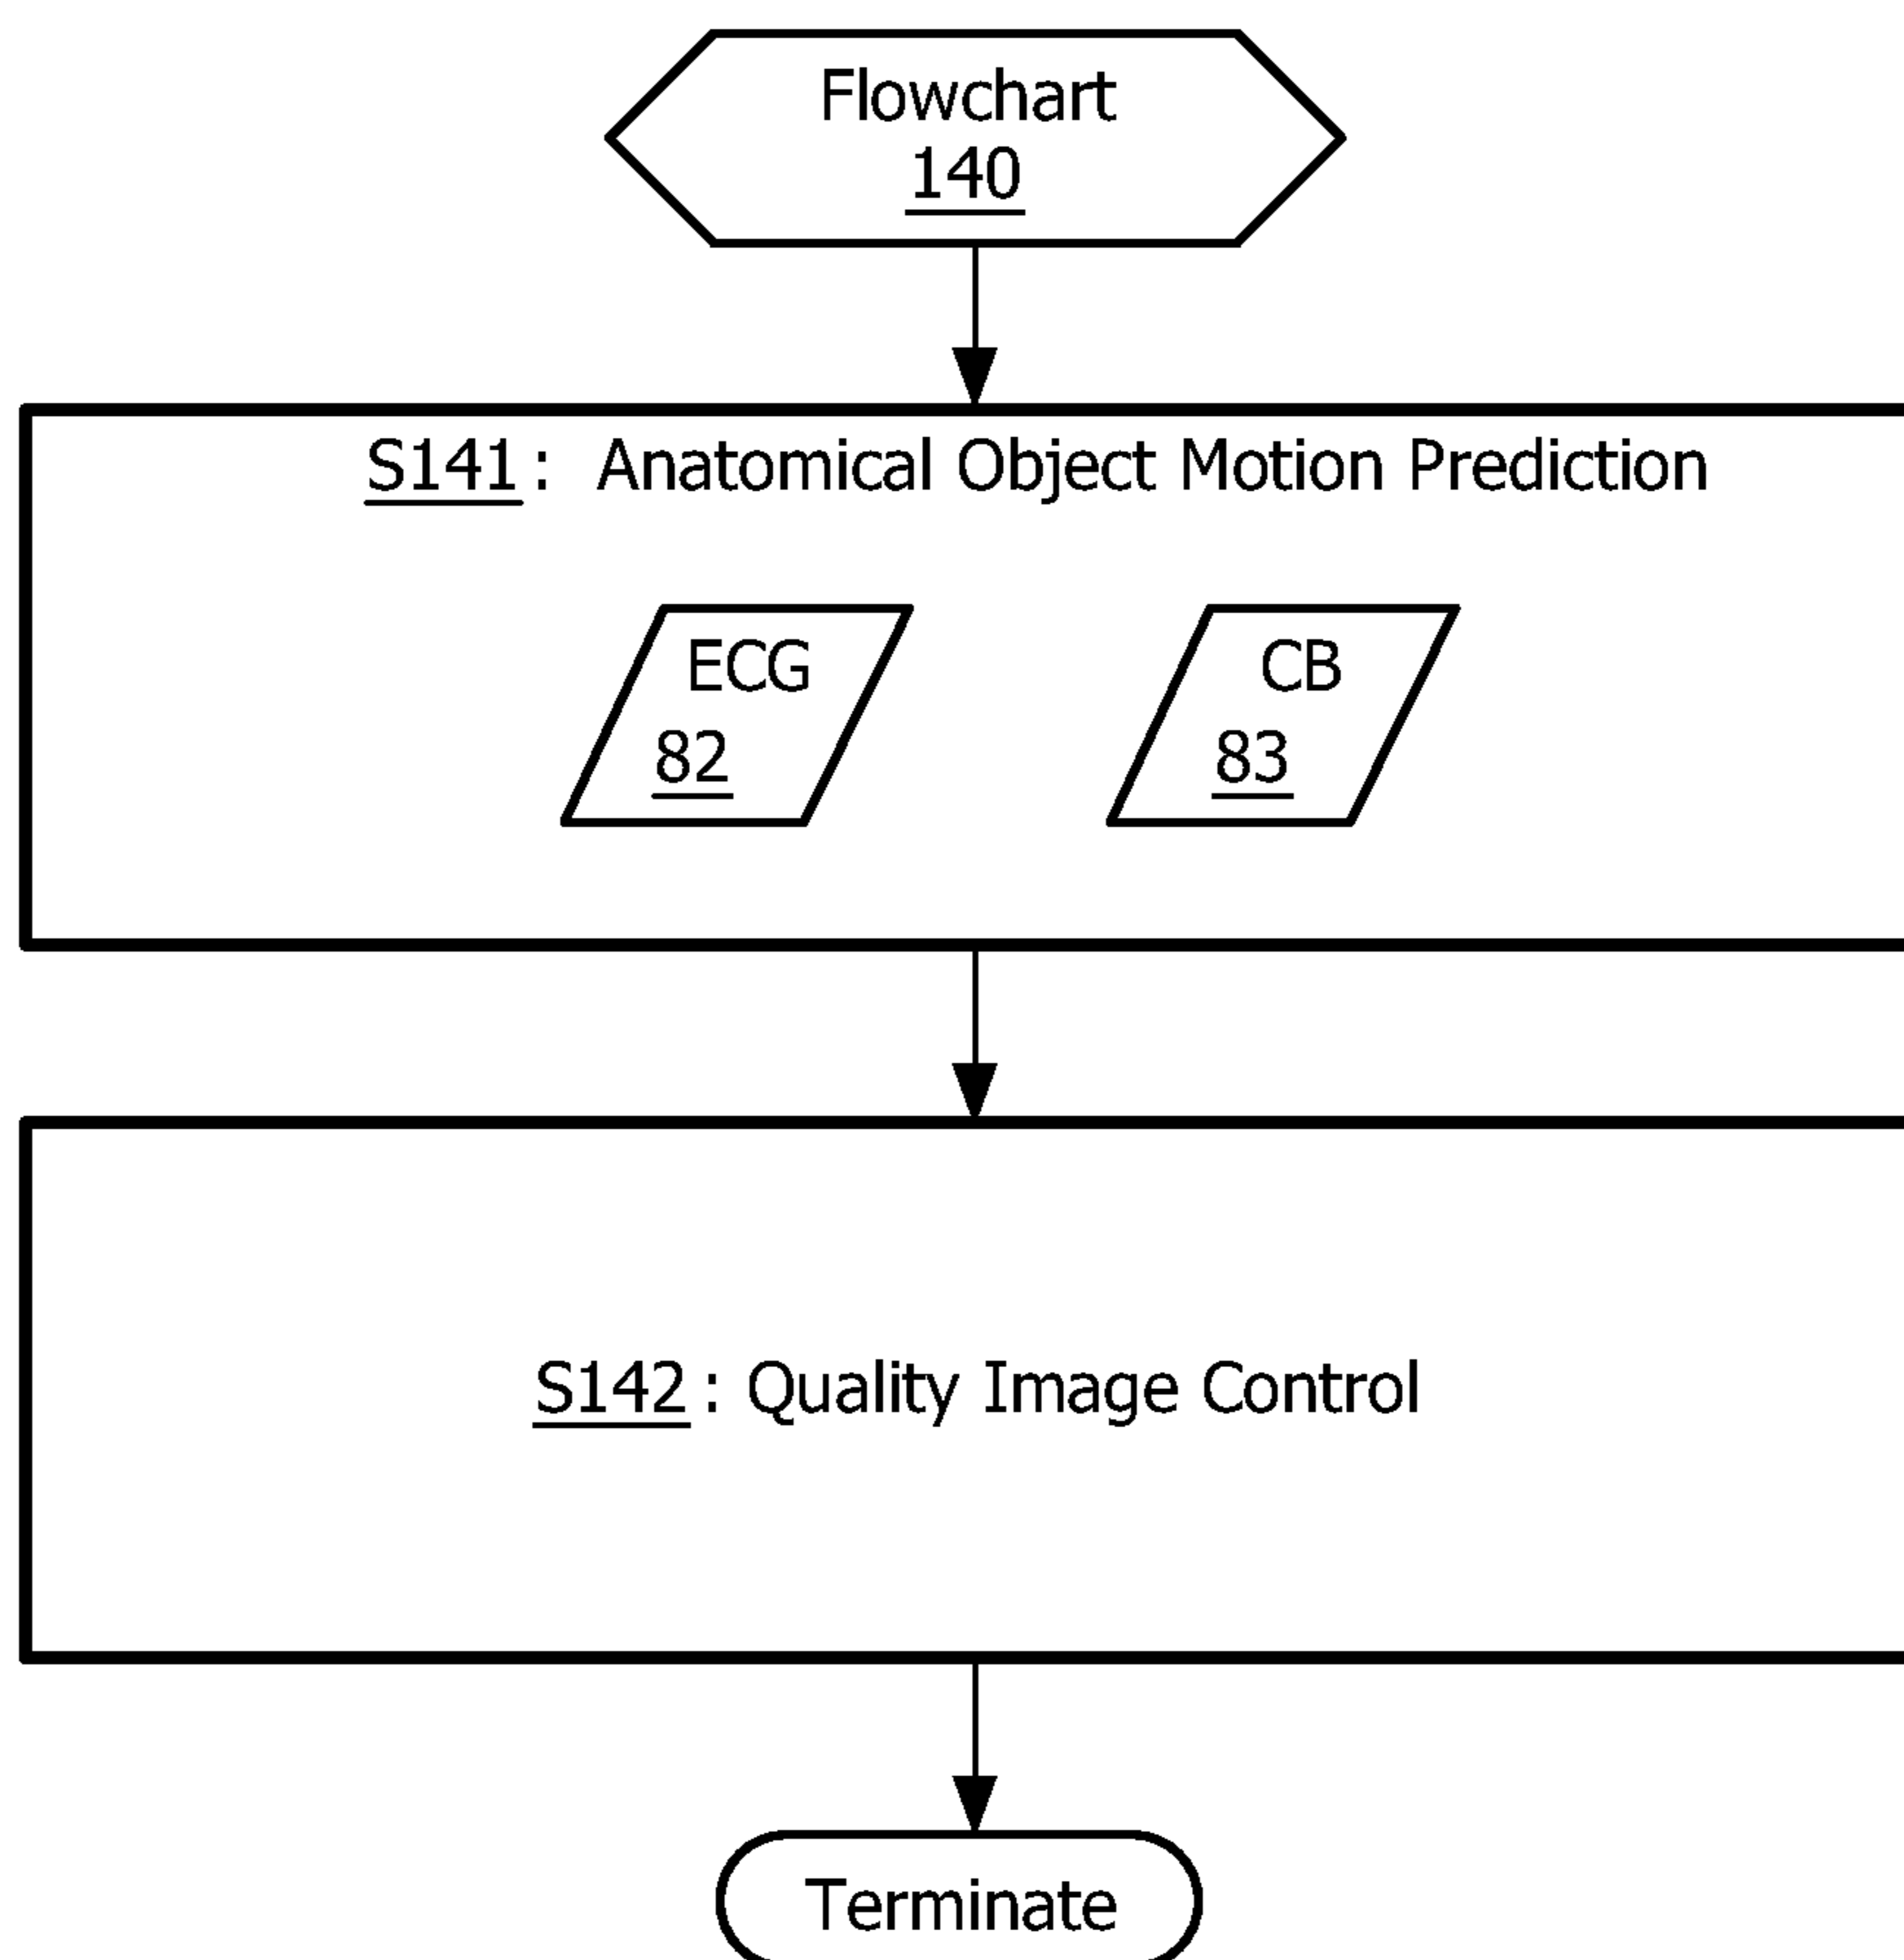 Flowchart
140
S141: Anatomical Object Motion Prediction
ECG
82
CB
83
S142: Quality Image Control
Terminate